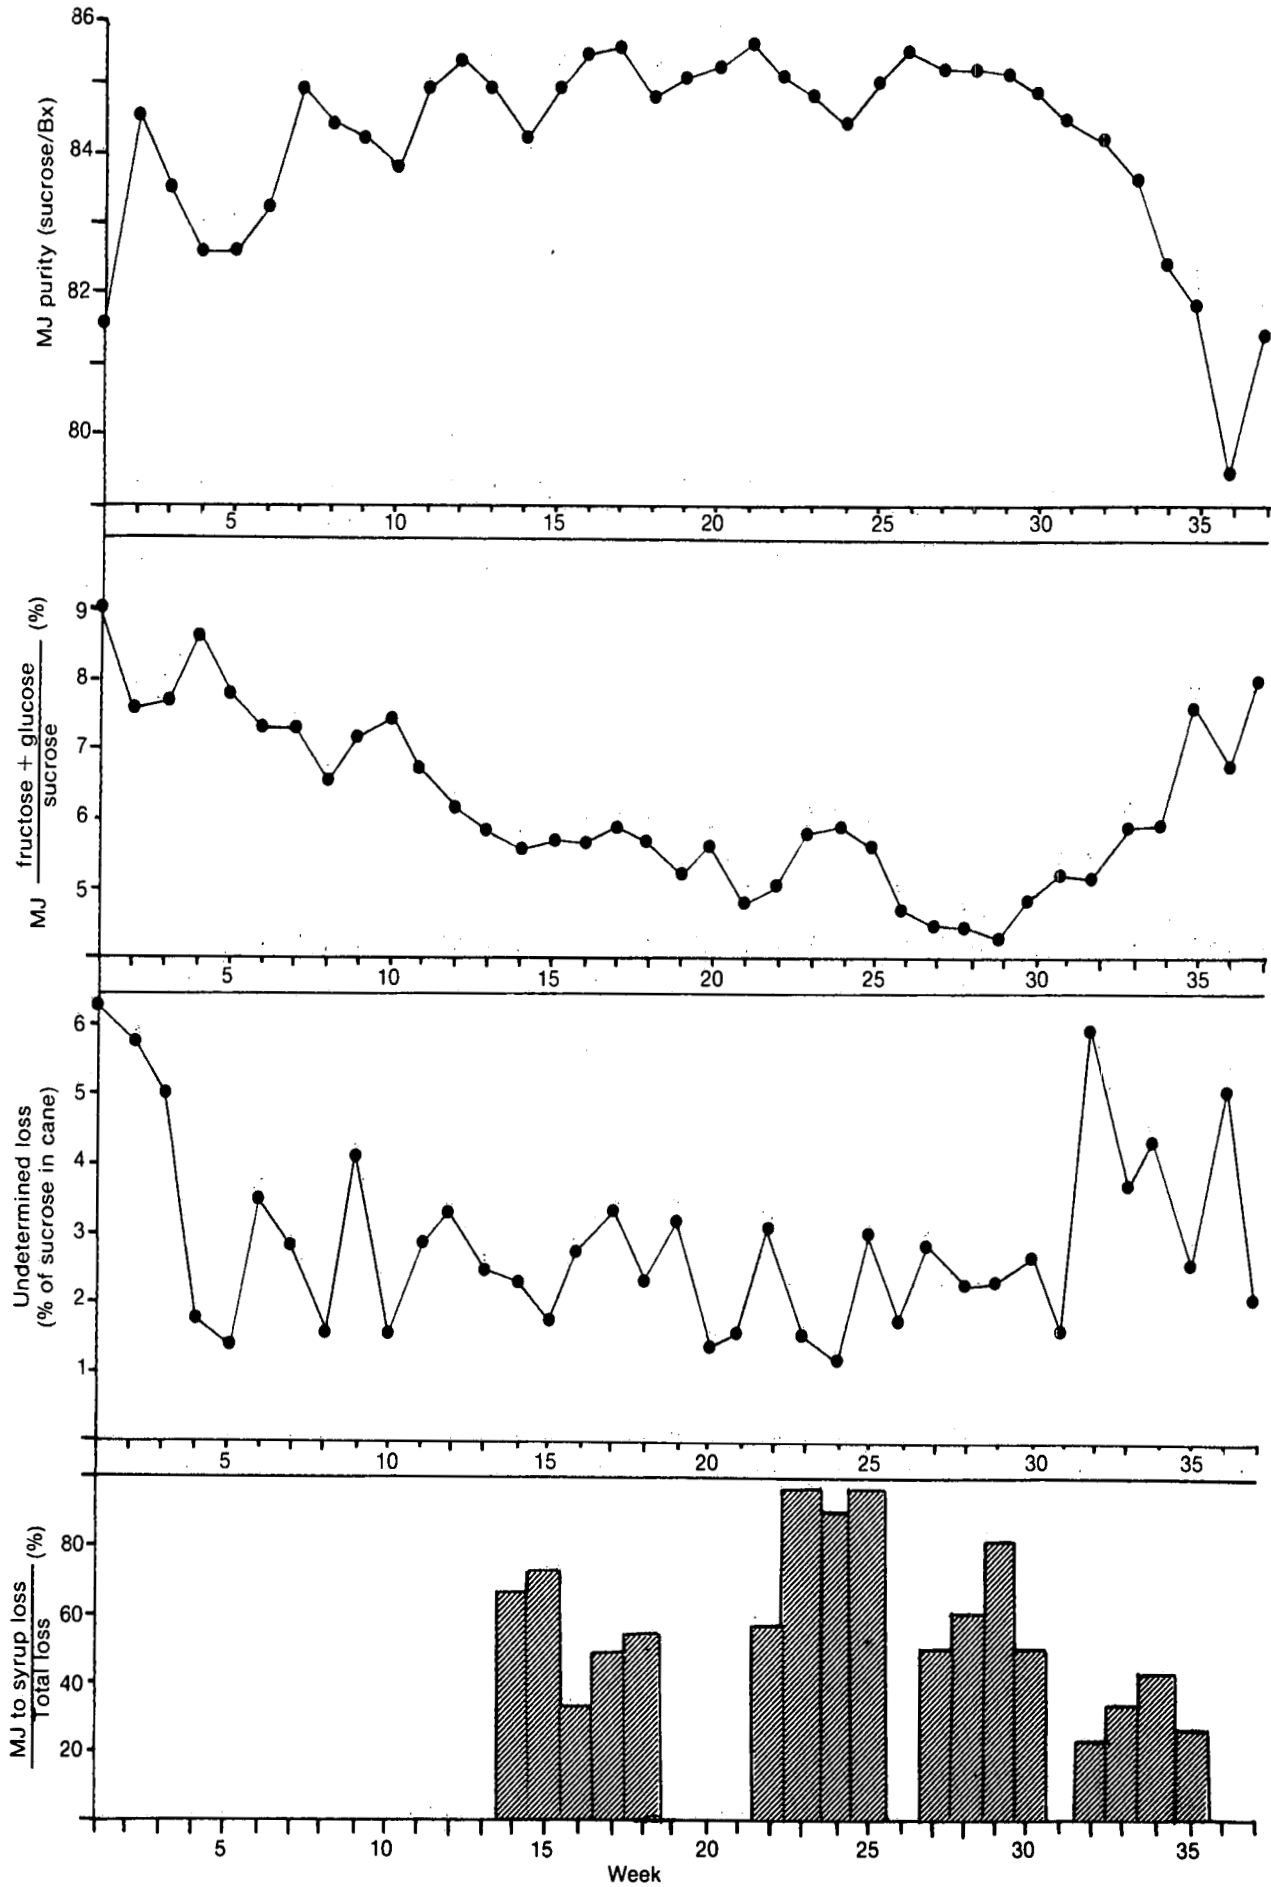 86
84
82
80
MJ purity (sucrose/Bx)
5 10 15 20 25 30 35
9
8
7
6
5
MJ fructose + glucose (%)
sucrose
5 10 15 20 25 30 35
6
5
4
3
2
1
Undetermined loss
(% of sucrose in cane)
5 10 15 20 25 30 35
80
60
40
20
MJ to syrup loss (%)
Total loss
5 10 15 20 25 30 35
Week